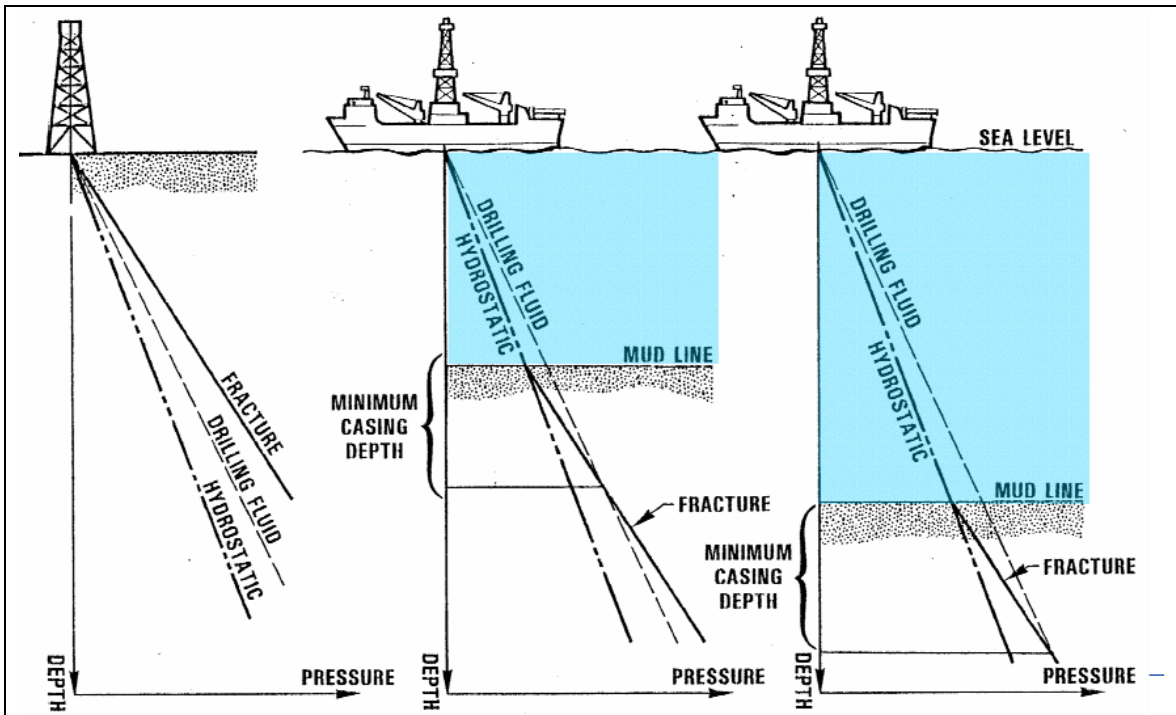 FRACTURE
DRILLING FLUID
HYDROSTATIC
DEPTH
PRESSURE
DRILLING FLUID
HYDROSTATIC
MUD LINE
MINIMUM
CASING
DEPTH
FRACTURE
DEPTH
PRESSURE
SEA LEVEL
DRILLING FLUID
HYDROSTATIC
MUD LINE
MINIMUM
CASING
DEPTH
FRACTURE
DEPTH
PRESSURE